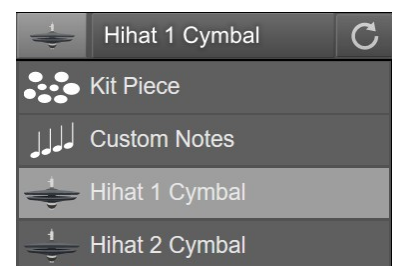 Hihat 1 Cymbal
Kit Piece
Custom Notes
Hihat 1 Cymbal
Hihat 2 Cymbal